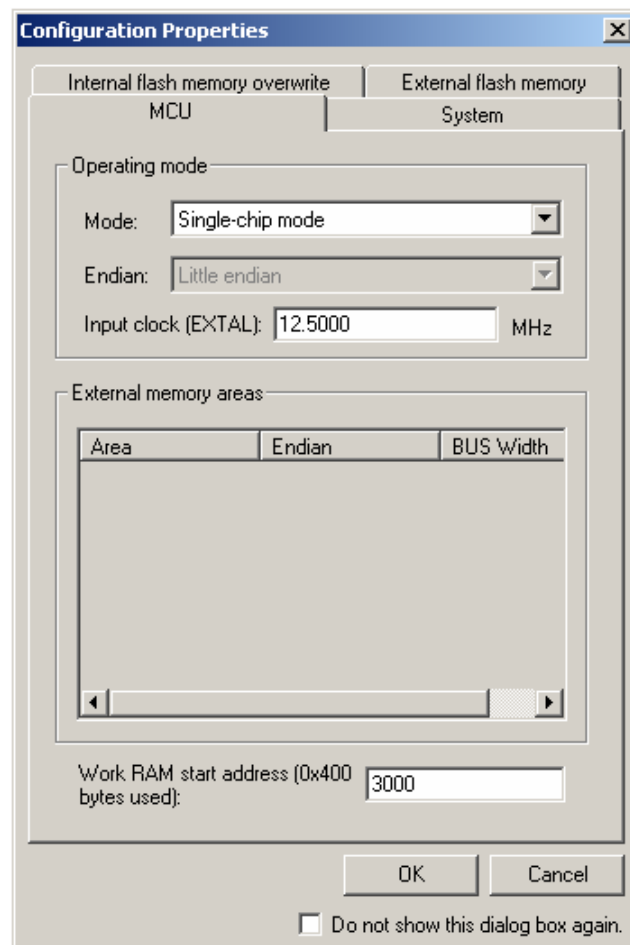 Configuration Properties
Internal flash memory overwrite External flash memory
MCU System
Operating mode
Mode: Single-chip mode
Endian: Little endian
Input clock (EXTAL): 12.5000 MHz
External memory areas
Area Endian BUS Width
Work RAM start address (0x400
bytes used): 3000
OK Cancel
Do not show this dialog box again.